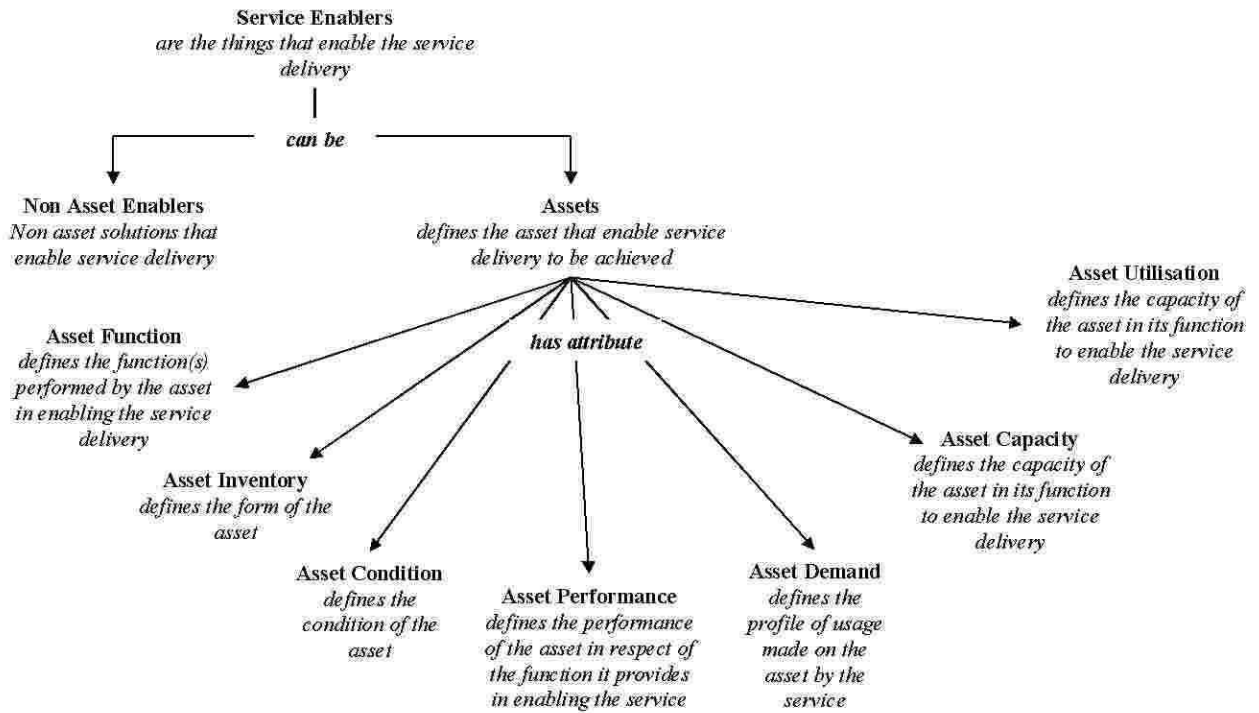 Service Enablers
are the things that enable the service
delivery
can be
Non Asset Enablers
Non asset solutions that
enable service delivery
Assets
defines the asset that enable service
delivery to be achieved
has attribute
Asset Function
defines the function(s)
performed by the asset
in enabling the service
delivery
Asset Inventory
defines the form of the
asset
Asset Condition
defines the
condition of the
asset
Asset Performance
defines the performance
of the asset in respect of
the function it provides
in enabling the service
Asset Demand
defines the
profile of usage
made on the
asset by the
service
Asset Capacity
defines the capacity of
the asset in its function
to enable the service
delivery
Asset Utilisation
defines the capacity of
the asset in its function
to enable the service
delivery